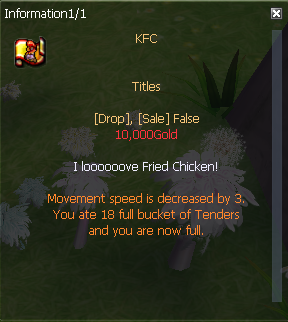 Information1/1
KFC
Titles
[Drop], [Sale] False
10,000Gold
I loooooove Fried Chicken!
Movement speed is decreased by 3.
You ate 18 full bucket of Tenders
and you are now full.